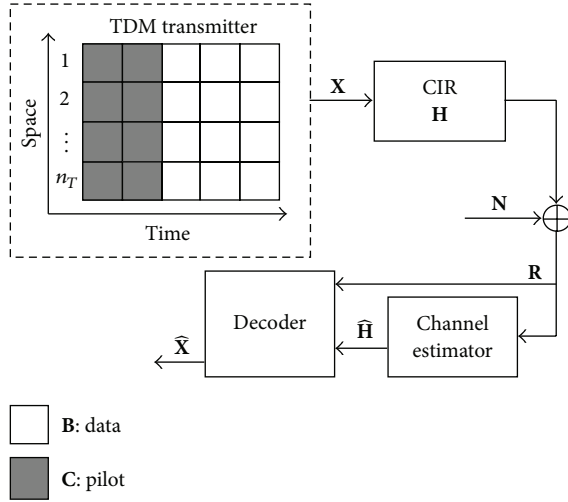 TDM transmitter
Space
1
2
⋮
n_T
Time
X
CIR
H
N
R
Decoder
Ĥ
Channel
estimator
X̂
B: data
C: pilot